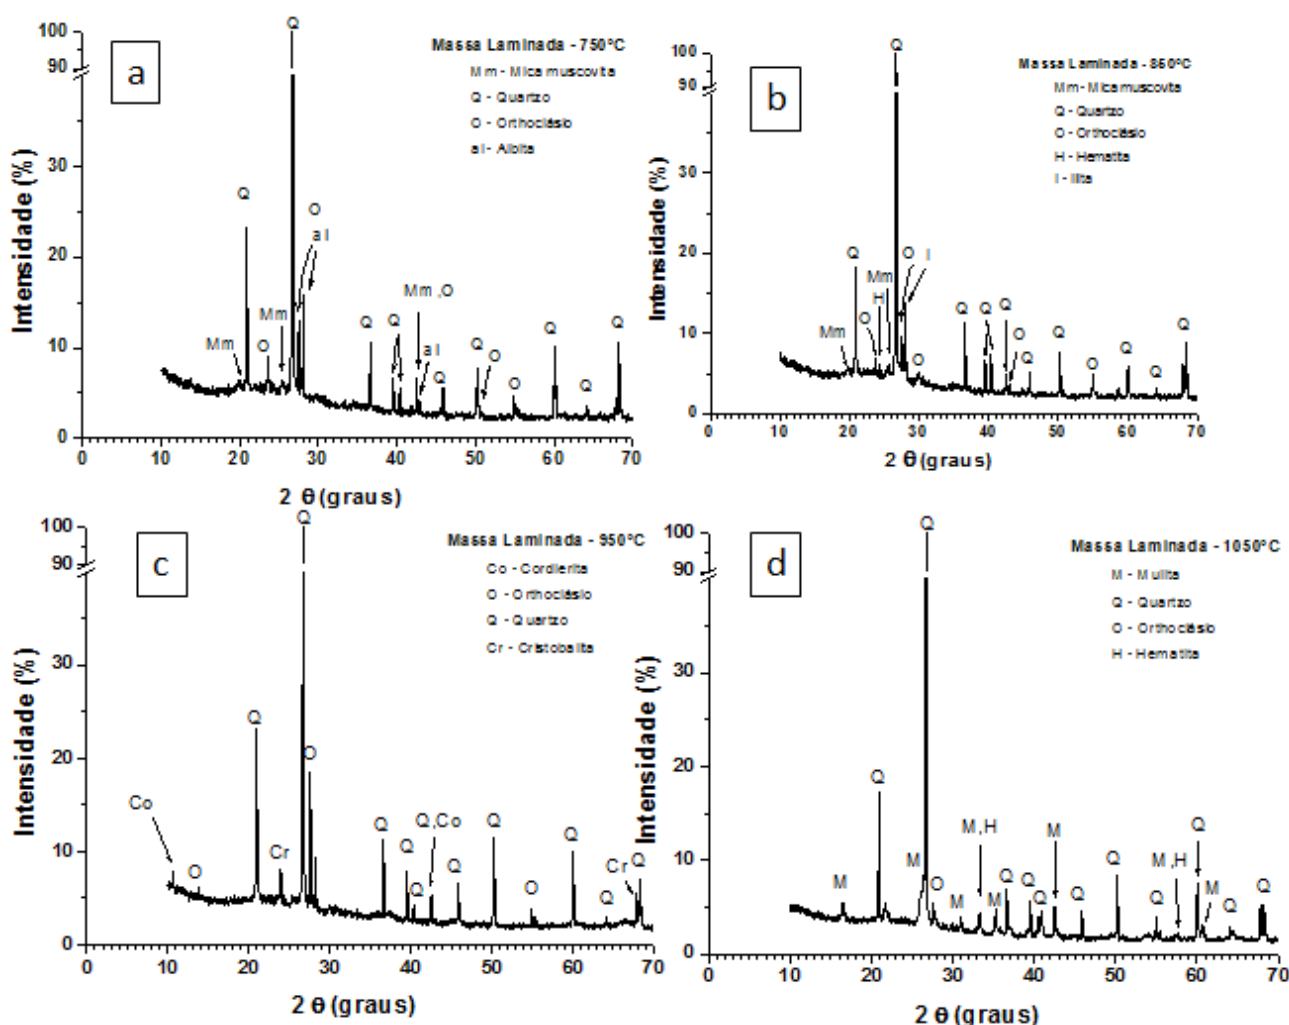 a
Massa Laminada - 750ºC
Mm - Mica muscovita
Q - Quartzo
O - Orthoclásio
al - Albita
Intensidade (%)
100
90
30
20
10
0
Q
Q
O
al
Mm
Mm
O
Mm ,O
al
Q
Q
Q
Q
O
O
Q
Q
Q
0 10 20 30 40 50 60 70
2 θ (graus)
b
Massa Laminada - 850ºC
Mm - Mica muscovita
Q - Quartzo
O - Orthoclásio
H - Hematita
I - Ilita
Intensidade (%)
100
90
30
20
10
0
Q
Q
Mm
H
O
Mm
O
I
O
Q
Q
Q
O
Q
Q
O
Q
Q
Q
0 10 20 30 40 50 60 70
2 θ (graus)
c
Massa Laminada - 950ºC
Co - Cordierita
O - Orthoclásio
Q - Quartzo
Cr - Cristobalita
Intensidade (%)
100
90
30
20
10
0
Q
Q
O
Co
O
Cr
Q
Q
Q
Q ,Co
Q
Q
O
Q
Q
Cr
Q
0 10 20 30 40 50 60 70
2 θ (graus)
d
Massa Laminada - 1050ºC
M - Mulita
Q - Quartzo
O - Orthoclásio
H - Hematita
Intensidade (%)
100
90
30
20
10
0
Q
Q
M
M
O
M
M ,H
M
Q
Q
Q
M
Q
Q
Q
M ,H
Q
M
Q
Q
0 10 20 30 40 50 60 70
2 θ (graus)